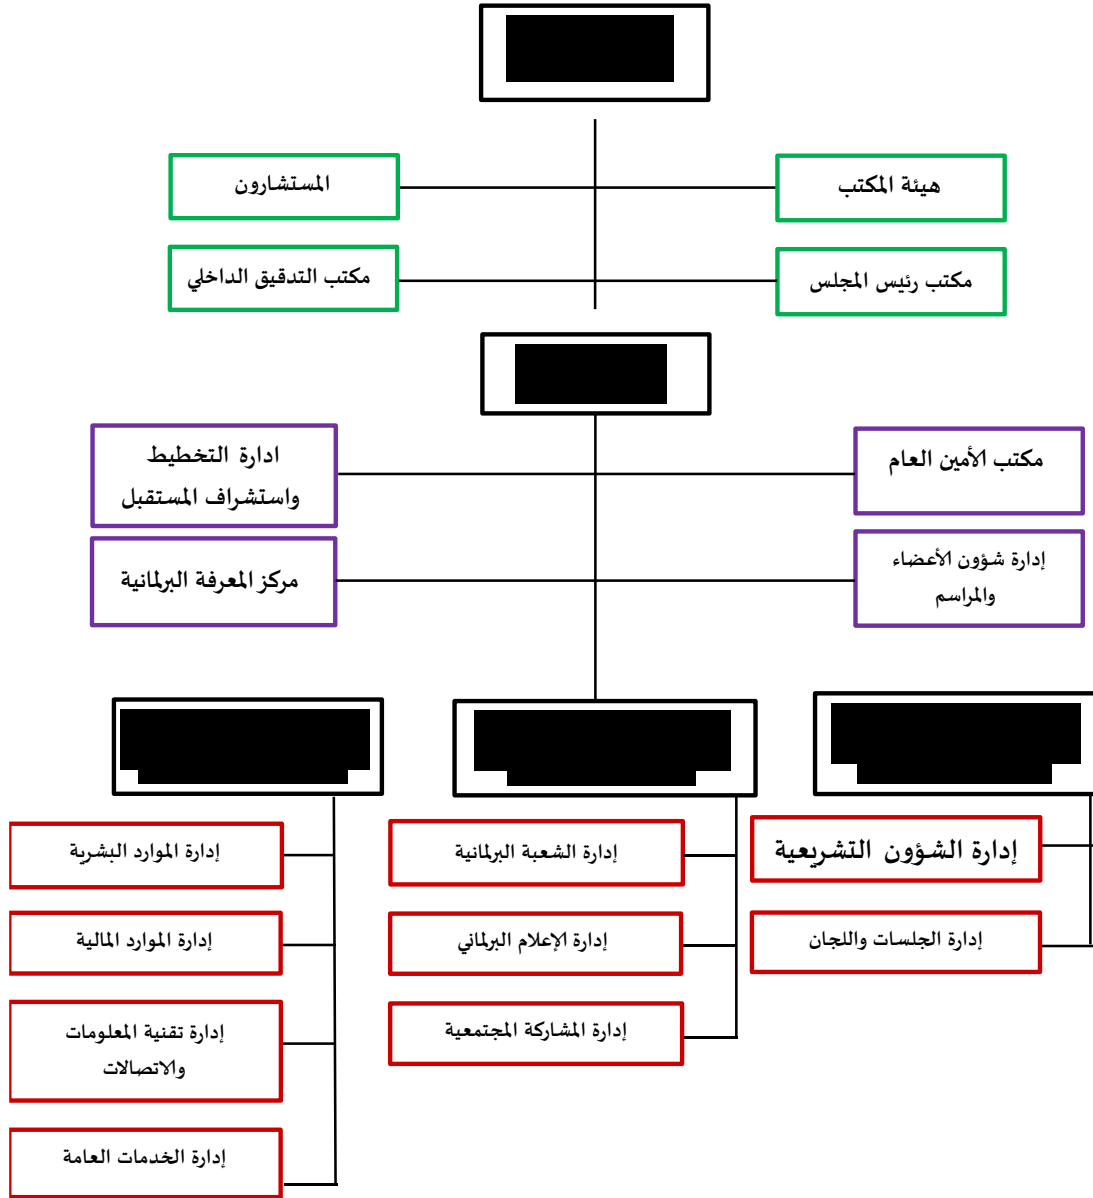 هيئة المكتب
المستشارون
مكتب رئيس المجلس
مكتب التدقيق الداخلي
مكتب الأمين العام
ادارة التخطيط
واستشراف المستقبل
إدارة شؤون الأعضاء
والمراسم
مركز المعرفة البرلمانية
إدارة الشؤون التشريعية
إدارة الجلسات واللجان
إدارة الشعبة البرلمانية
إدارة الإعلام البرلماني
إدارة المشاركة المجتمعية
إدارة الموارد البشرية
إدارة الموارد المالية
إدارة تقنية المعلومات
والاتصالات
إدارة الخدمات العامة